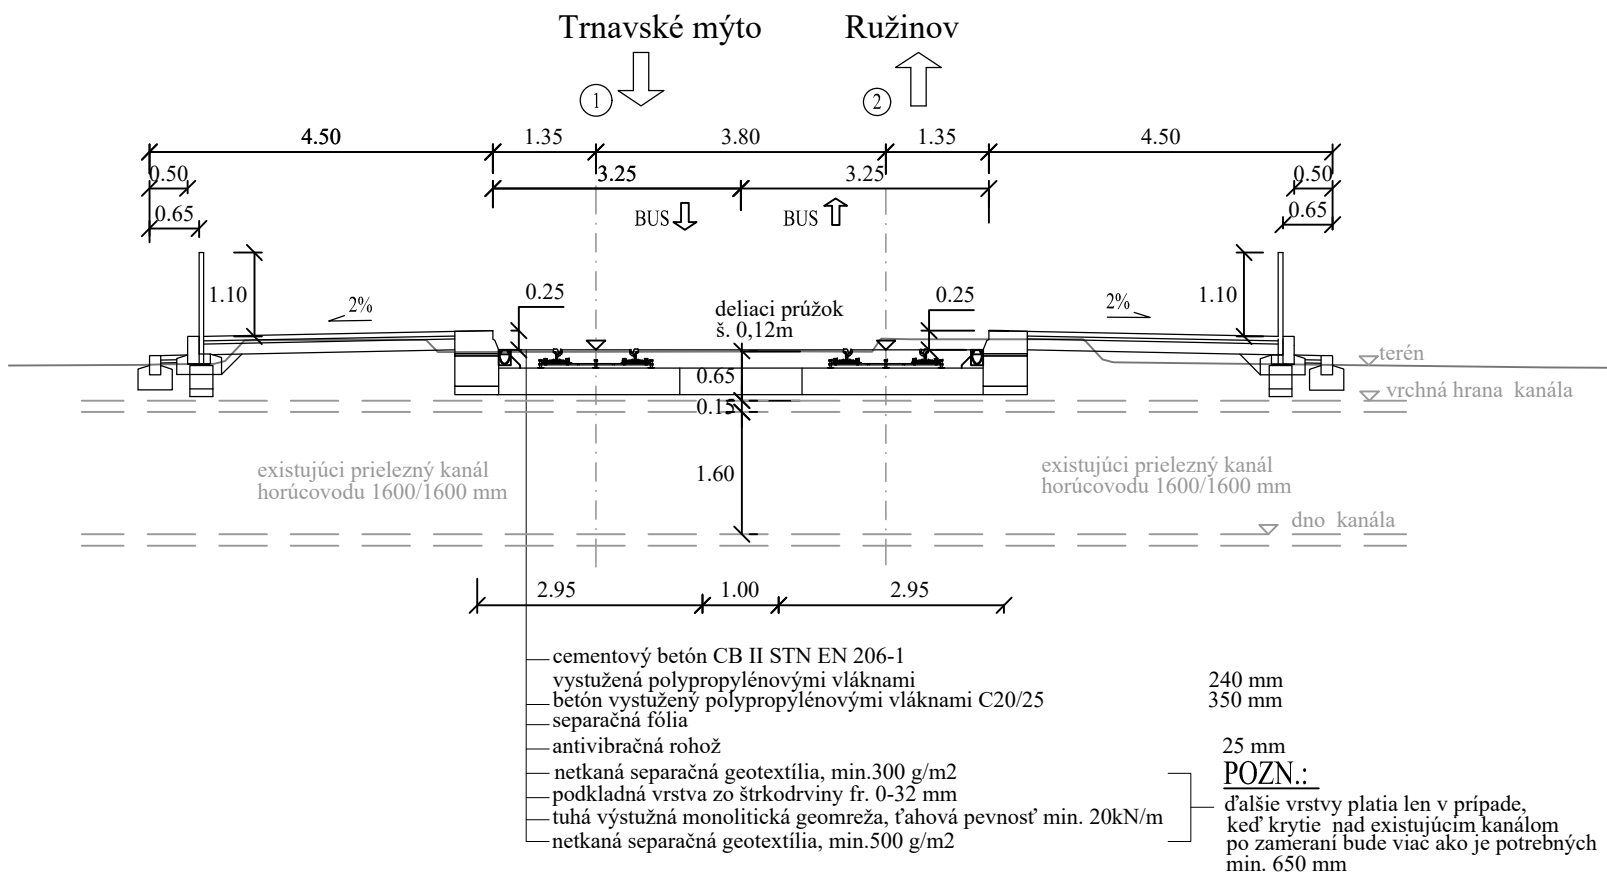 Trnavské mýto
Ružinov
1
2
4.50
1.35
3.80
1.35
4.50
0.50
3.25
3.25
0.50
0.65
BUS
BUS
0.65
1.10
2%
0.25
deliaci prúžok
š. 0,12m
0.25
2%
1.10
terén
0.65
vrchná hrana kanála
0.15
existujúci prielezný kanál
horúcovodu 1600/1600 mm
1.60
existujúci prielezný kanál
horúcovodu 1600/1600 mm
dno kanála
2.95
1.00
2.95
cementový betón CB II STN EN 206-1
vystužená polypropylénovými vláknami 240 mm
betón vystužený polypropylénovými vláknami C20/25 350 mm
separačná fólia
antivibračná rohož 25 mm
netkaná separačná geotextília, min.300 g/m2
podkladná vrstva zo štrkodrviny fr. 0-32 mm
tuhá výstužná monolitická geomreža, ťahová pevnosť min. 20kN/m
netkaná separačná geotextília, min.500 g/m2
POZN.:
ďalšie vrstvy platia len v prípade,
keď krytie nad existujúcim kanálom
po zameraní bude viac ako je potrebných
min. 650 mm